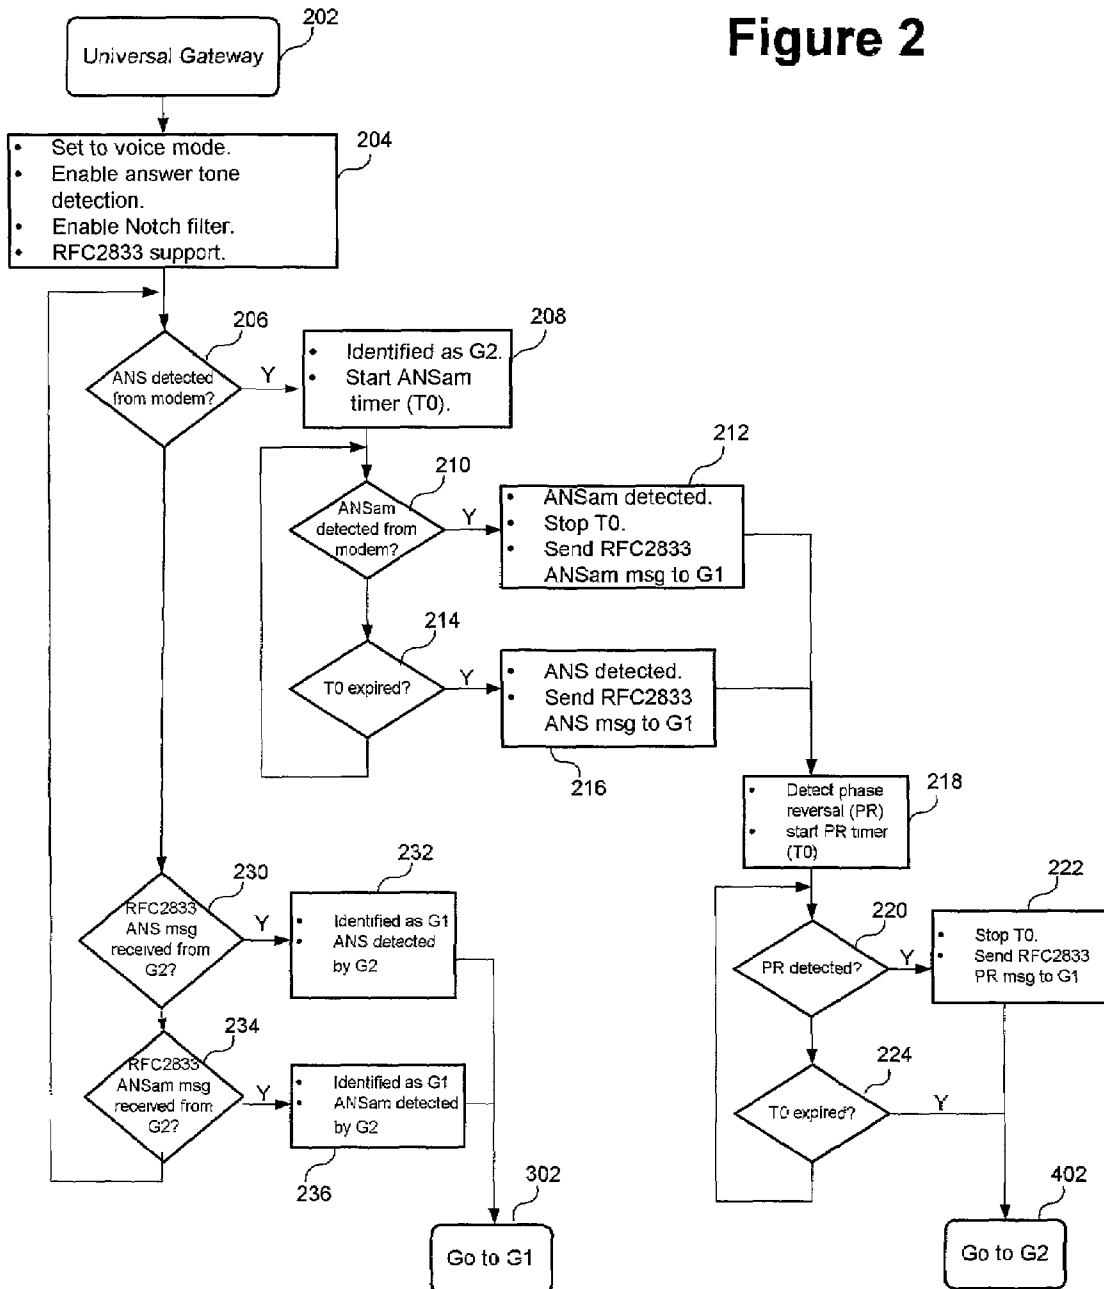 Figure 2
202
Universal Gateway
204
• Set to voice mode.
• Enable answer tone
detection.
• Enable Notch filter.
• RFC2833 support.
206
ANS detected
from modem?
Y
208
• Identified as G2.
• Start ANSam
timer (T0).
210
ANSam
detected from
modem?
Y
212
• ANSam detected.
• Stop T0.
• Send RFC2833
ANSam msg to G1
214
T0 expired?
Y
• ANS detected.
• Send RFC2833
ANS msg to G1
216
218
• Detect phase
reversal (PR)
• start PR timer
(T0)
220
PR detected?
Y
222
• Stop T0.
• Send RFC2833
PR msg to G1
224
T0 expired?
Y
230
RFC2833
ANS msg
received from
G2?
Y
232
• Identified as G1
• ANS detected
by G2
234
RFC2833
ANSam msg
received from
G2?
Y
• Identified as G1
• ANSam detected
by G2
236
302
Go to G1
402
Go to G2